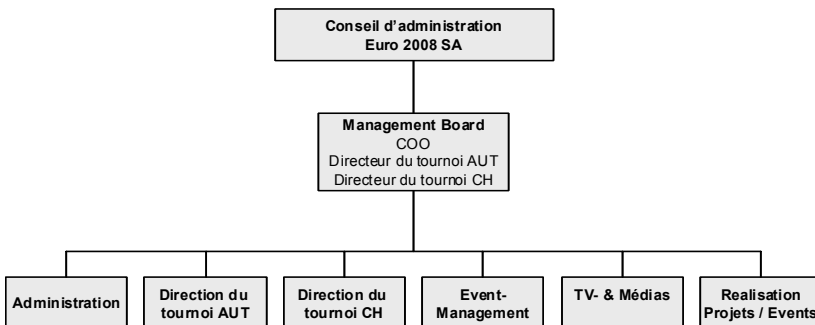 Conseil d'administration
Euro 2008 SA
Management Board
COO
Directeur du tournoi AUT
Directeur du tournoi CH
Administration
Direction du
tournoi AUT
Direction du
tournoi CH
Event-
Management
TV- & Médias
Realisation
Projets / Events